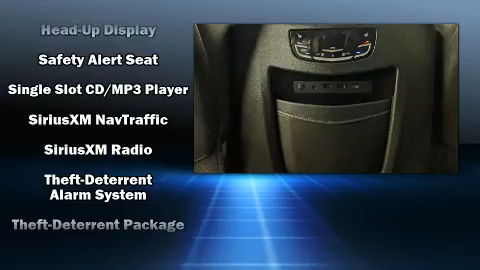 Head-Up Display
Safety Alert Seat
Single Slot CD/MP3 Player
SiriusXM NavTraffic
SiriusXM Radio
Theft-Deterrent
Alarm System
Theft-Deterrent Package